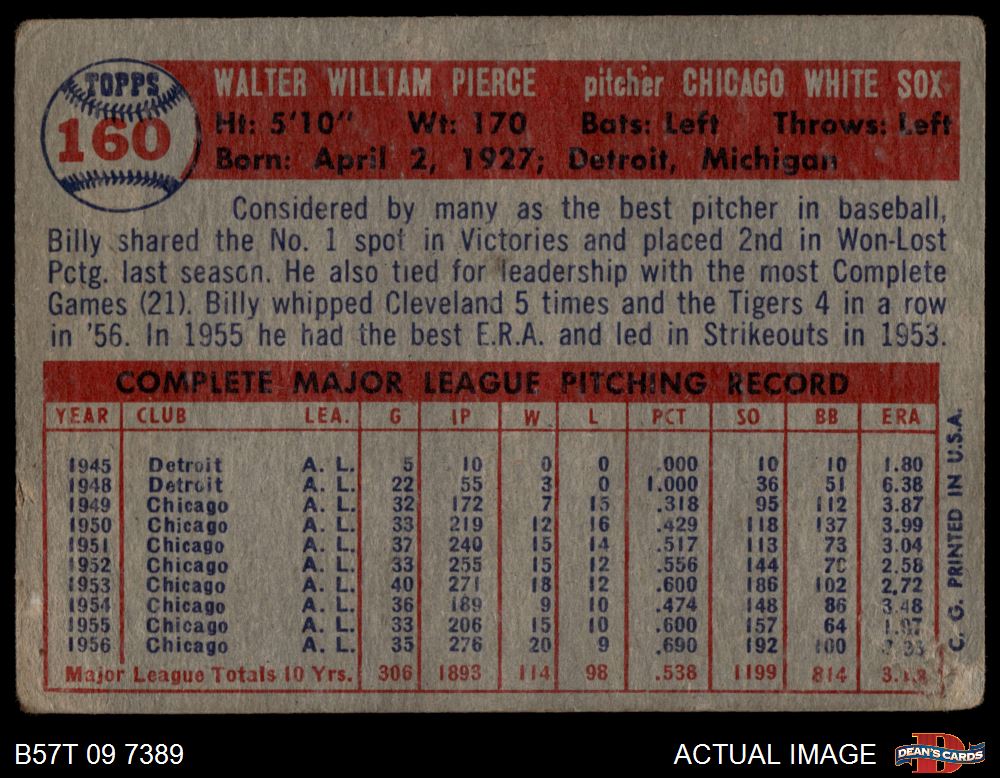 TOPPS
160
WALTER WILLIAM PIERCE pitcher CHICAGO WHITE SOX
Ht: 5'10" Wt: 170 Bats: Left Throws: Left
Born: April 2, 1927; Detroit, Michigan
Considered by many as the best pitcher in baseball,
Billy shared the No. 1 spot in Victories and placed 2nd in Won-Lost
Pctg. last season. He also tied for leadership with the most Complete
Games (21). Billy whipped Cleveland 5 times and the Tigers 4 in a row
in '56. In 1955 he had the best E.R.A. and led in Strikeouts in 1953.
COMPLETE MAJOR LEAGUE PITCHING RECORD
YEAR CLUB LEA. G IP W L PCT SO BB ERA
1945 Detroit A. L. 5 10 0 0 .000 10 10 1.80
1948 Detroit A. L. 22 55 3 0 1.000 36 51 6.38
1949 Chicago A. L. 32 172 7 15 .318 95 112 3.87
1950 Chicago A. L. 33 219 12 16 .429 118 137 3.99
1951 Chicago A. L. 37 240 15 14 .517 113 73 3.04
1952 Chicago A. L. 33 255 15 12 .556 144 70 2.58
1953 Chicago A. L. 40 271 18 12 .600 186 102 2.72
1954 Chicago A. L. 36 189 9 10 .474 148 86 3.48
1955 Chicago A. L. 33 206 15 10 .600 157 64 1.97
1956 Chicago A. L. 35 276 20 9 .690 192 100
Major League Totals 10 Yrs. 306 1893 114 98 .538 1199 814
C. G. PRINTED IN U.S.A.
B57T 09 7389
ACTUAL IMAGE
DEAN'S CARDS